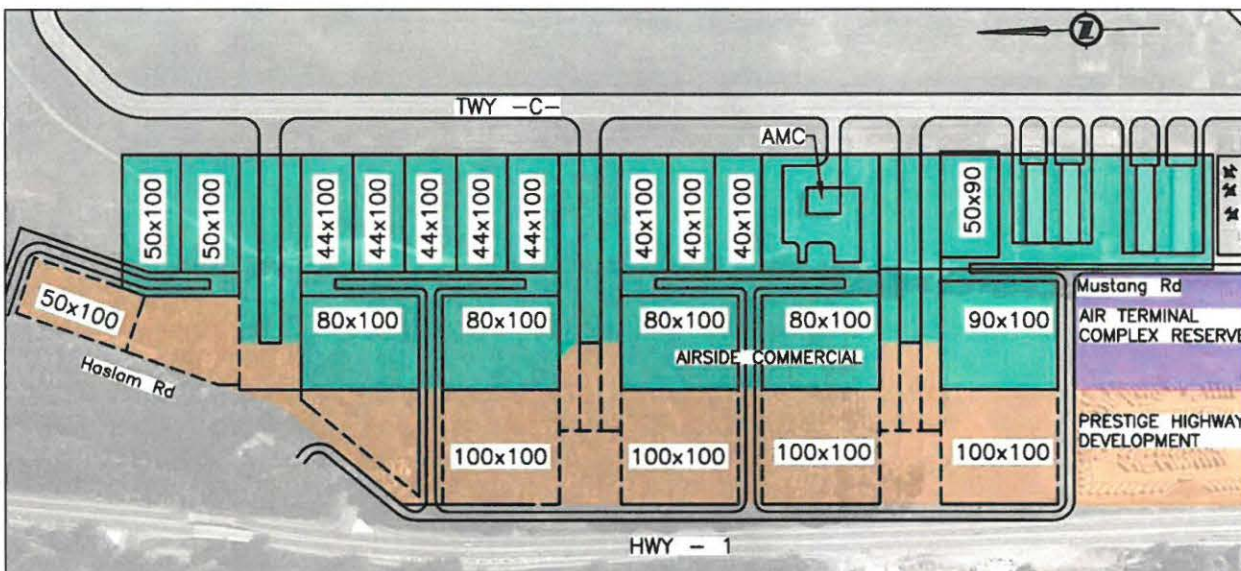 TWY -C-
AMC
50x100
50x100
44x100
44x100
44x100
44x100
44x100
40x100
40x100
40x100
50x90
50x100
Haslam Rd
80x100
80x100
80x100
80x100
90x100
AIRSIDE COMMERCIAL
Mustang Rd
AIR TERMINAL
COMPLEX RESERVE
PRESTIGE HIGHWAY
DEVELOPMENT
100x100
100x100
100x100
100x100
HWY - 1